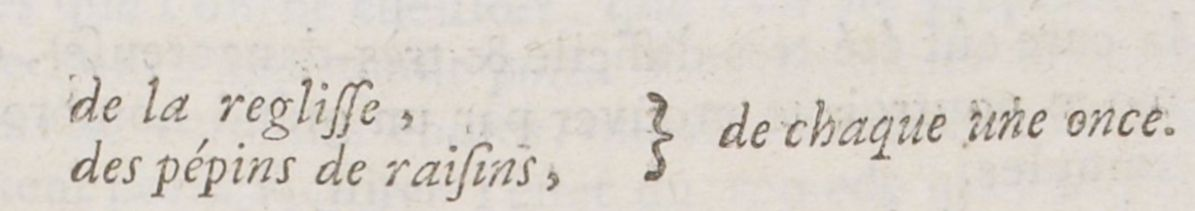 de la regliſſe, } de chaque une once.
des pépins de raiſins,